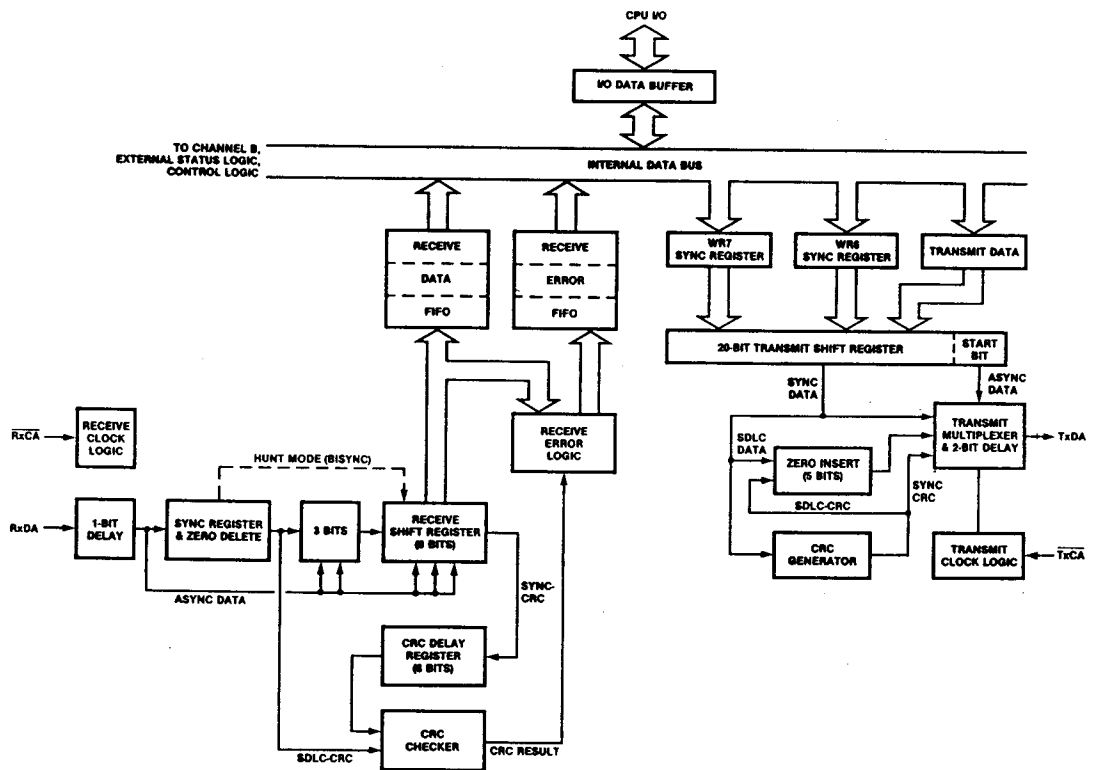 CPU I/O
I/O DATA BUFFER
TO CHANNEL B,
EXTERNAL STATUS LOGIC,
CONTROL LOGIC
INTERNAL DATA BUS
RECEIVE
DATA
FIFO
RECEIVE
ERROR
FIFO
WR7
SYNC REGISTER
WR6
SYNC REGISTER
TRANSMIT DATA
20-BIT TRANSMIT SHIFT REGISTER
START
BIT
SYNC
DATA
ASYNC
DATA
RxCA
RECEIVE
CLOCK
LOGIC
RECEIVE
ERROR
LOGIC
TRANSMIT
MULTIPLEXER
& 2-BIT DELAY
TxDA
HUNT MODE (BISYNC)
SDLC
DATA
ZERO INSERT
(5 BITS)
SYNC
CRC
SDLC-CRC
RxDA
1-BIT
DELAY
SYNC REGISTER
& ZERO DELETE
3 BITS
RECEIVE
SHIFT REGISTER
(8 BITS)
CRC
GENERATOR
TRANSMIT
CLOCK LOGIC
TxCA
ASYNC DATA
SYNC-
CRC
CRC DELAY
REGISTER
(8 BITS)
CRC
CHECKER
SDLC-CRC
CRC RESULT